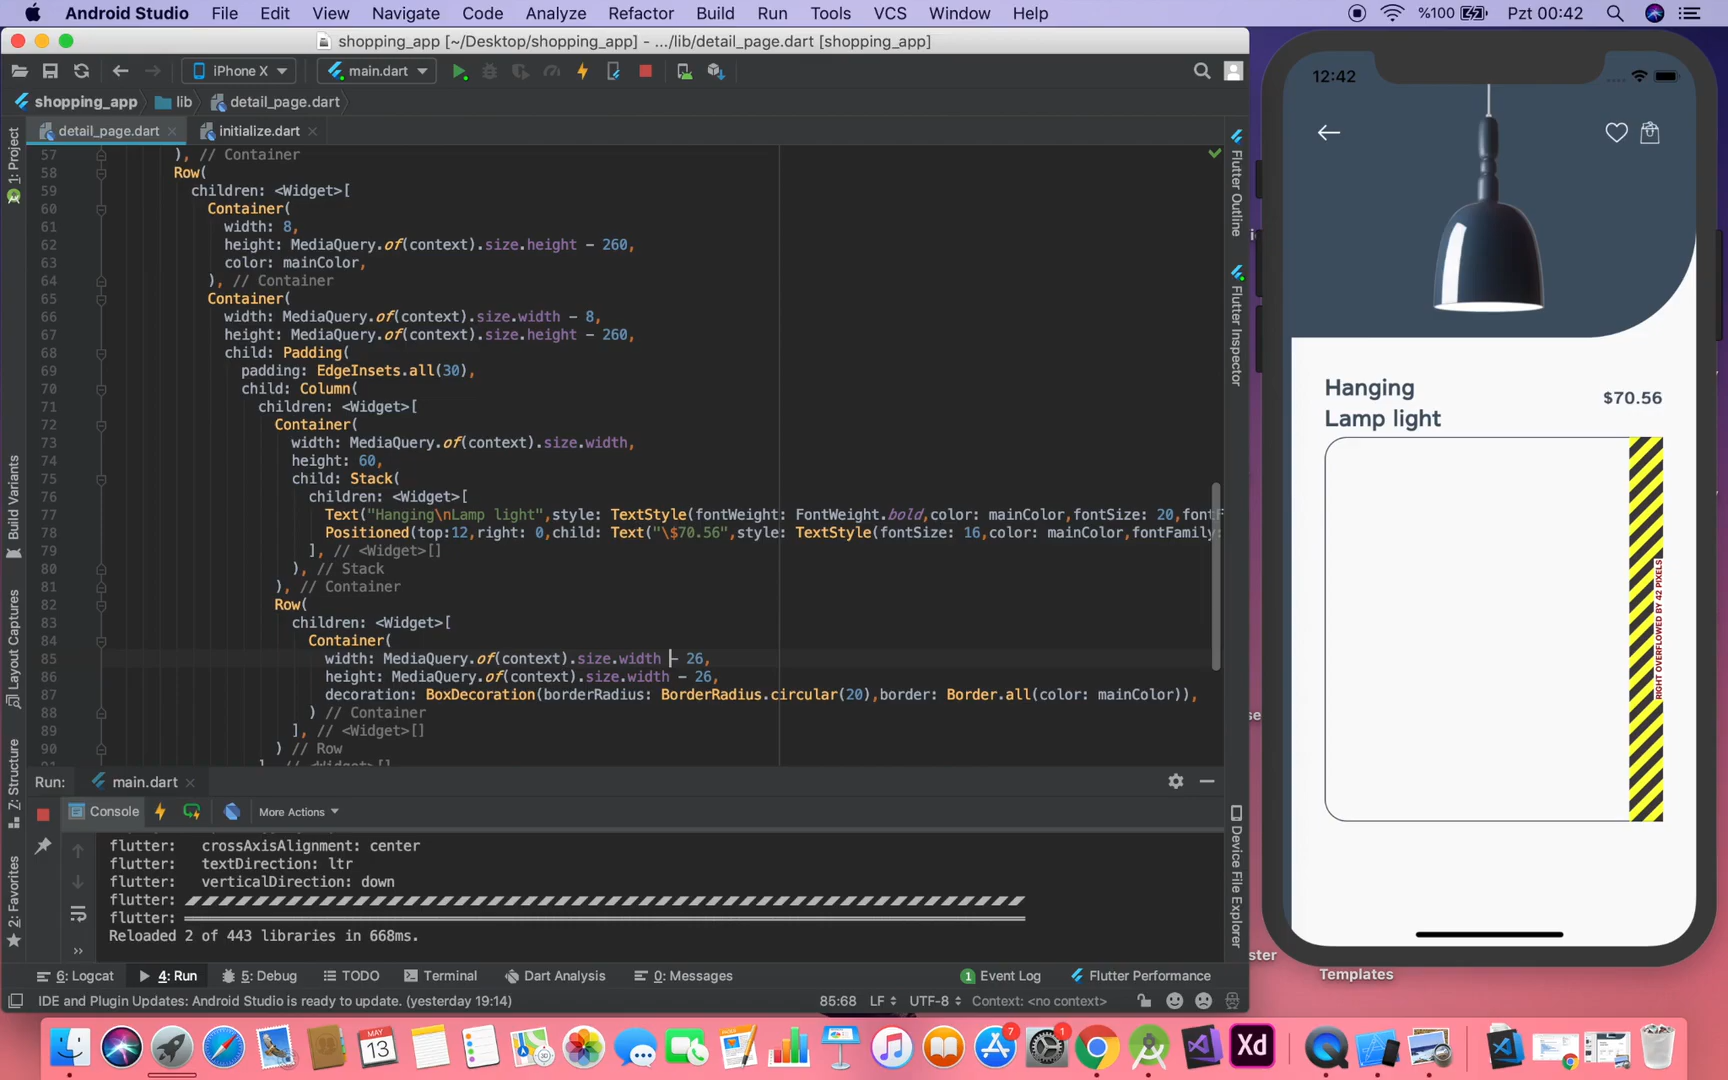 Android Studio File Edit View Navigate Code Analyze Refactor Build Run Tools VCS Window Help %100 Pzt 00:42
shopping_app [~/Desktop/shopping_app] - .../lib/detail_page.dart [shopping_app]
iPhone X main.dart
shopping_app lib detail_page.dart
detail_page.dart initialize.dart
57 ), // Container
58 Row(
59 children: <Widget>[
60 Container(
61 width: 8,
62 height: MediaQuery.of(context).size.height - 260,
63 color: mainColor,
64 ), // Container
65 Container(
66 width: MediaQuery.of(context).size.width - 8,
67 height: MediaQuery.of(context).size.height - 260,
68 child: Padding(
69 padding: EdgeInsets.all(30),
70 child: Column(
71 children: <Widget>[
72 Container(
73 width: MediaQuery.of(context).size.width,
74 height: 60,
75 child: Stack(
76 children: <Widget>[
77 Text("Hanging\nLamp light",style: TextStyle(fontWeight: FontWeight.bold,color: mainColor,fontSize: 20,fontF
78 Positioned(top:12,right: 0,child: Text("\$70.56",style: TextStyle(fontSize: 16,color: mainColor,fontFamily:
79 ], // <Widget>[]
80 ), // Stack
81 ), // Container
82 Row(
83 children: <Widget>[
84 Container(
85 width: MediaQuery.of(context).size.width - 26,
86 height: MediaQuery.of(context).size.width - 26,
87 decoration: BoxDecoration(borderRadius: BorderRadius.circular(20),border: Border.all(color: mainColor)),
88 ) // Container
89 ], // <Widget>[]
90 ) // Row
1: Project
Build Variants
Layout Captures
7: Structure
2: Favorites
Flutter Outline
Flutter Inspector
Device File Explorer
Run: main.dart
Console More Actions
flutter: crossAxisAlignment: center
flutter: textDirection: ltr
flutter: verticalDirection: down
flutter:
flutter:
Reloaded 2 of 443 libraries in 668ms.
6: Logcat 4: Run 5: Debug TODO Terminal Dart Analysis 0: Messages 1 Event Log Flutter Performance
IDE and Plugin Updates: Android Studio is ready to update. (yesterday 19:14) 85:68 LF UTF-8 Context: <no context>
12:42
Hanging
Lamp light
$70.56
RIGHT OVERFLOWED BY 42 PIXELS
Templates
MAY
13
7
1
Xd